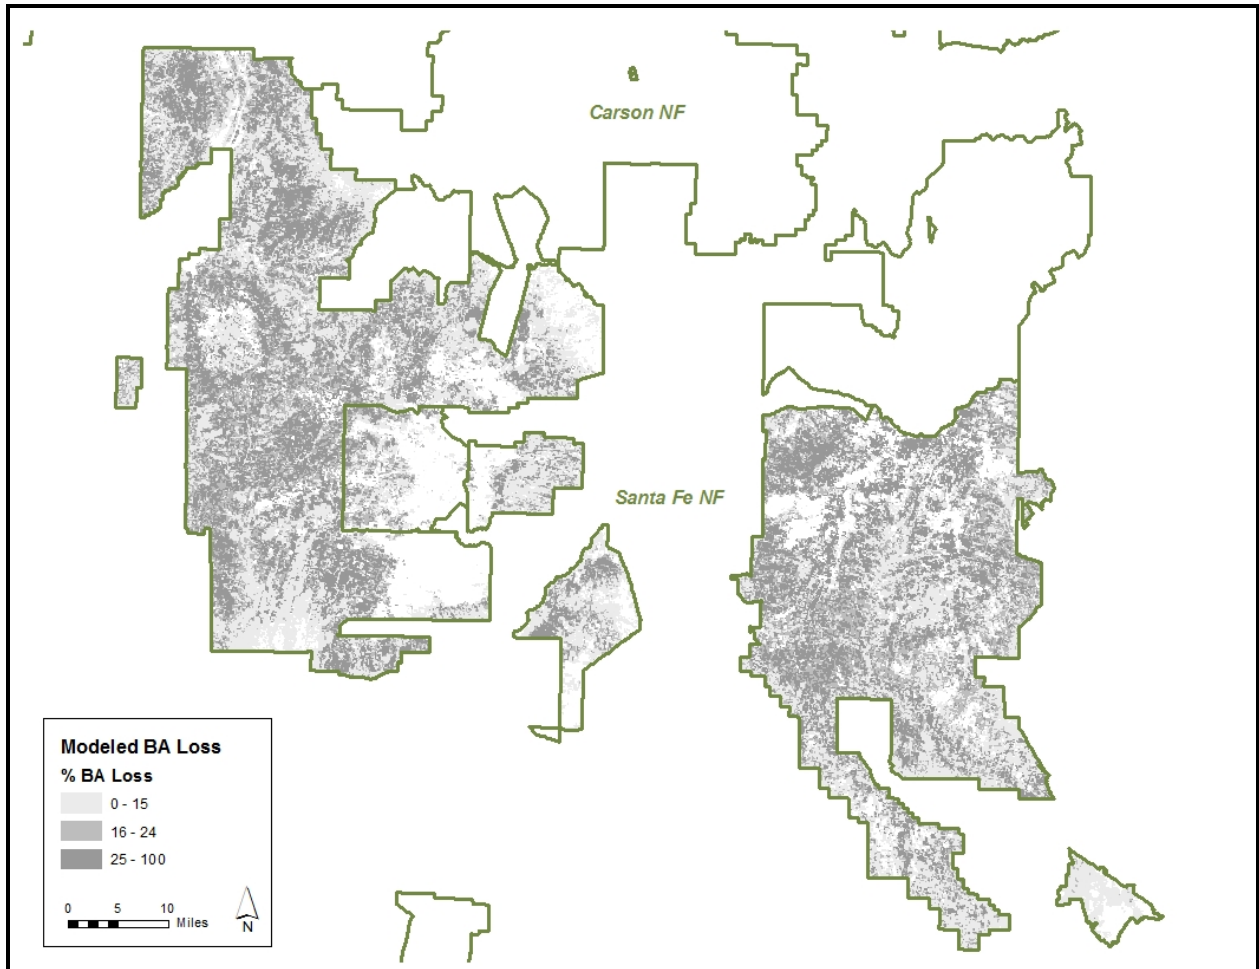 Carson NF
Santa Fe NF
Modeled BA Loss
% BA Loss
0 - 15
16 - 24
25 - 100
0 5 10
Miles
N